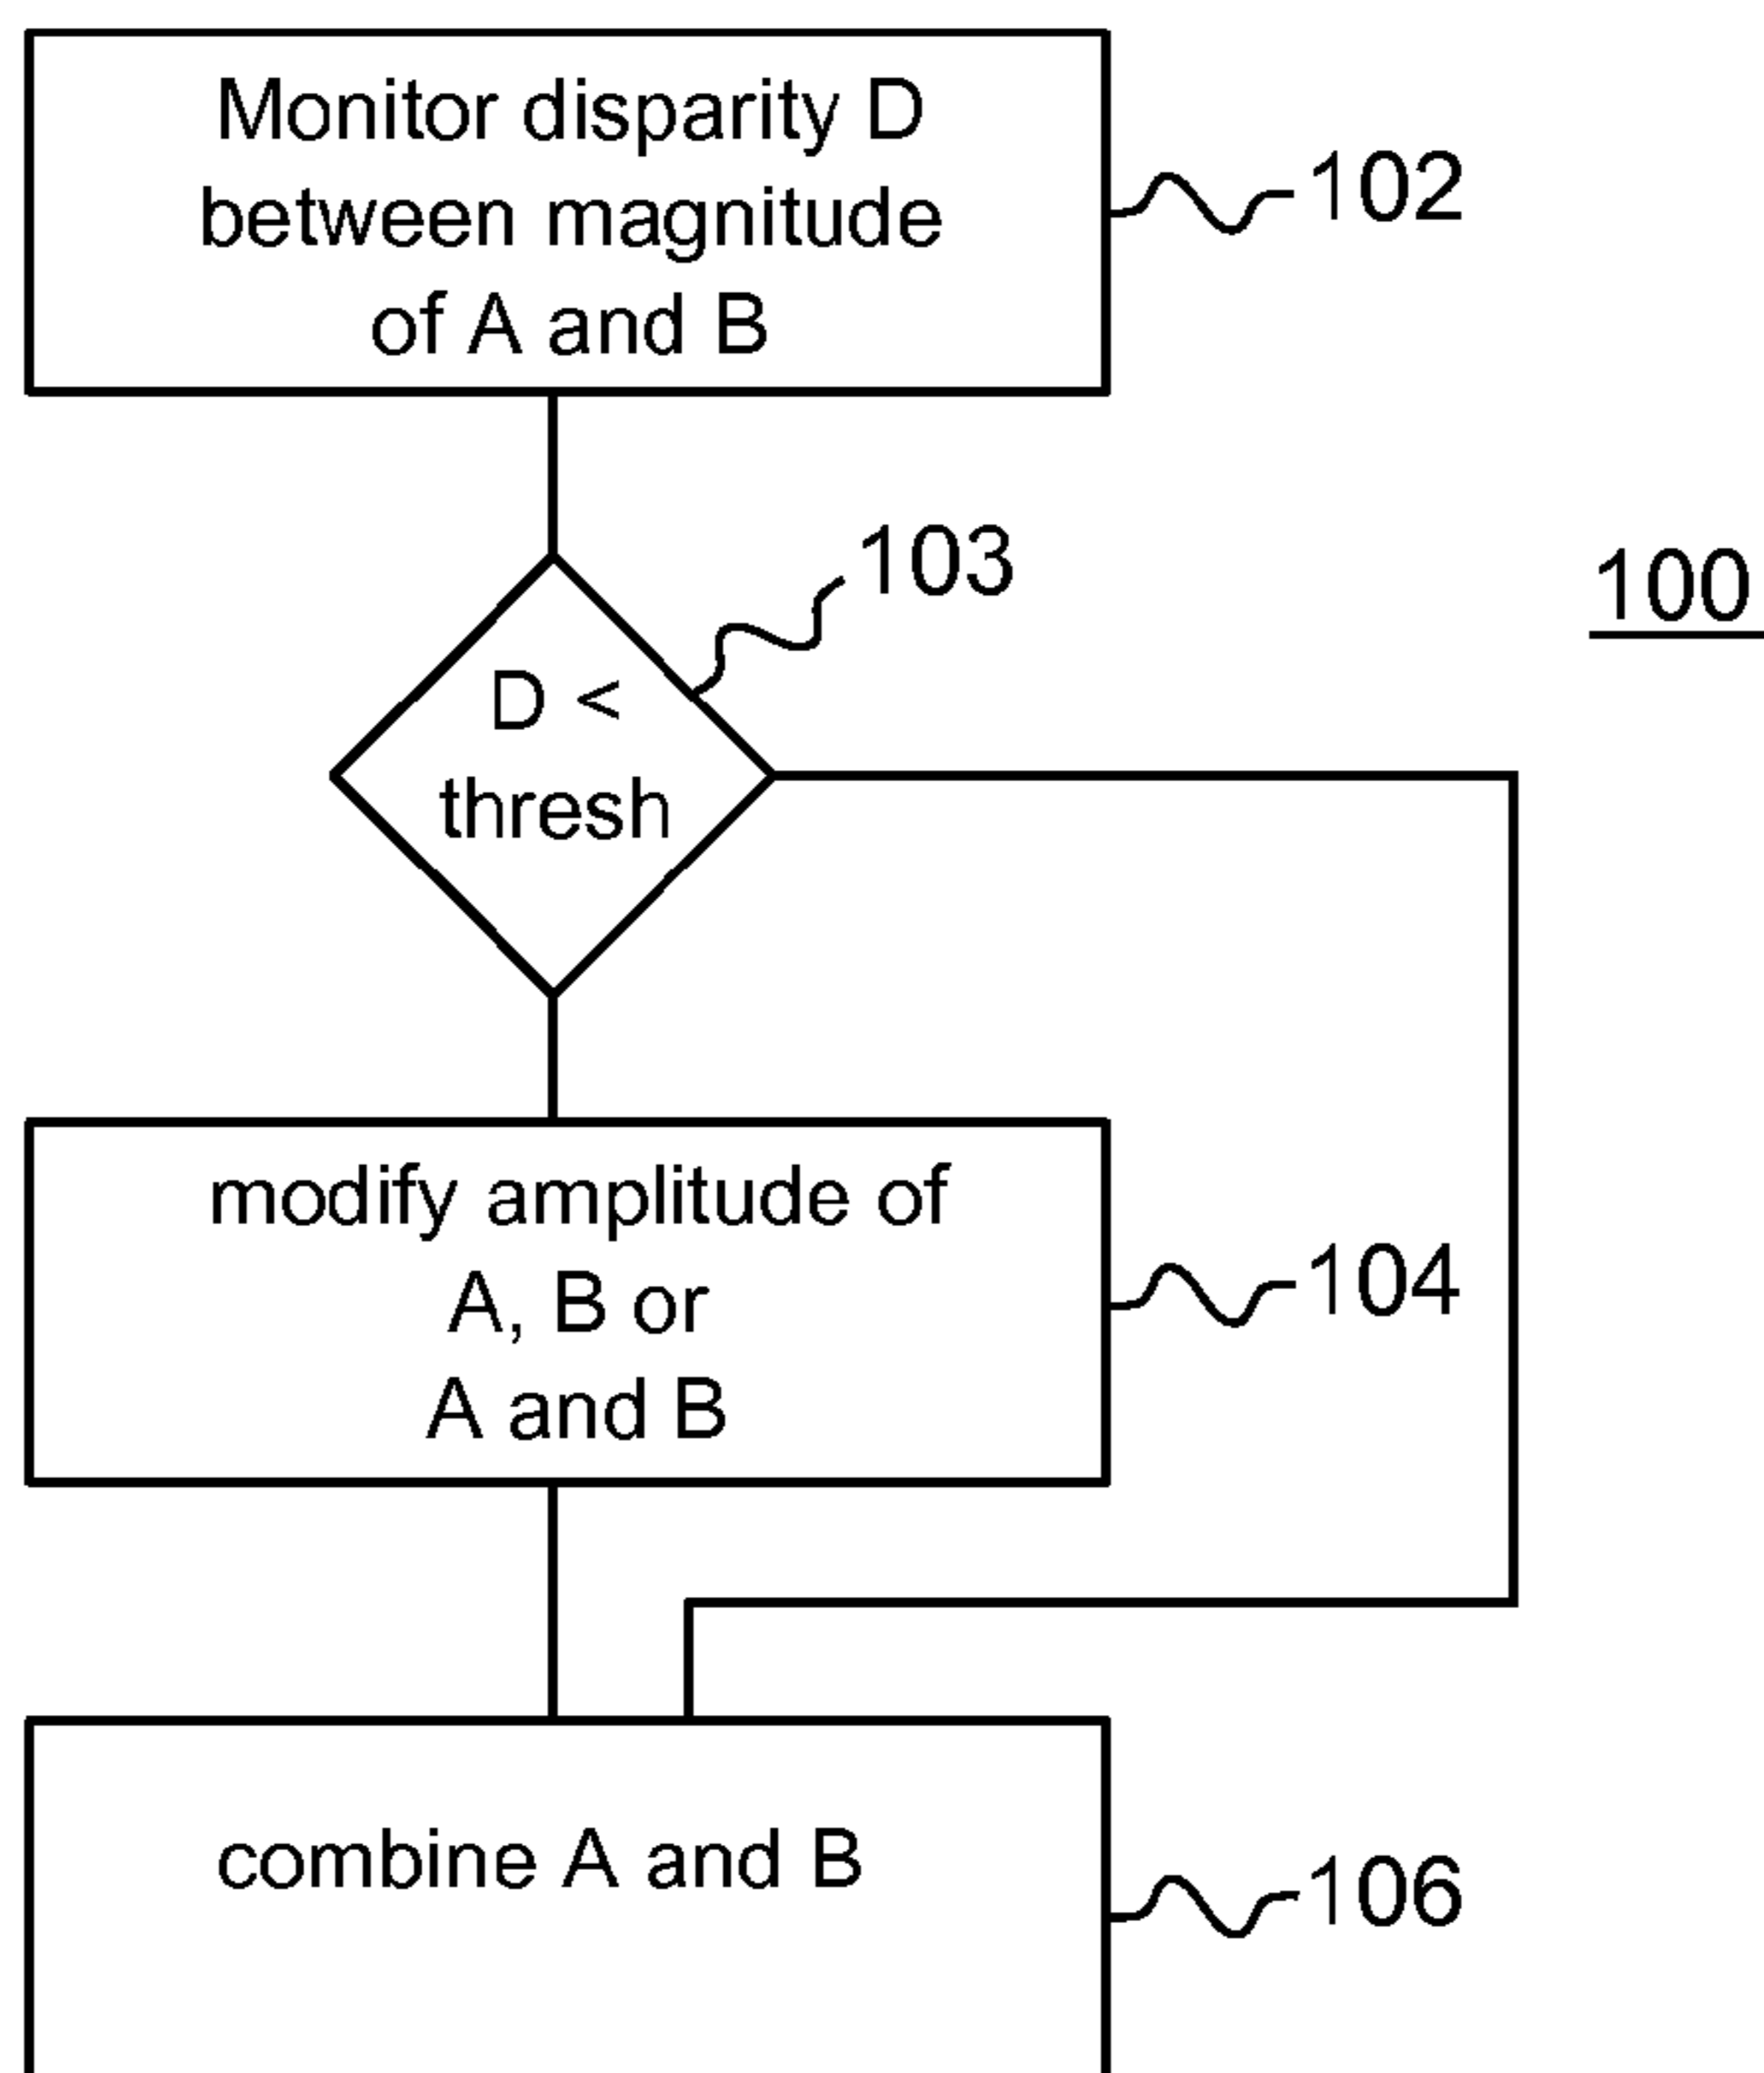 Monitor disparity D
between magnitude
of A and B
102
103
100
D <
thresh
modify amplitude of
A, B or
A and B
104
combine A and B
106